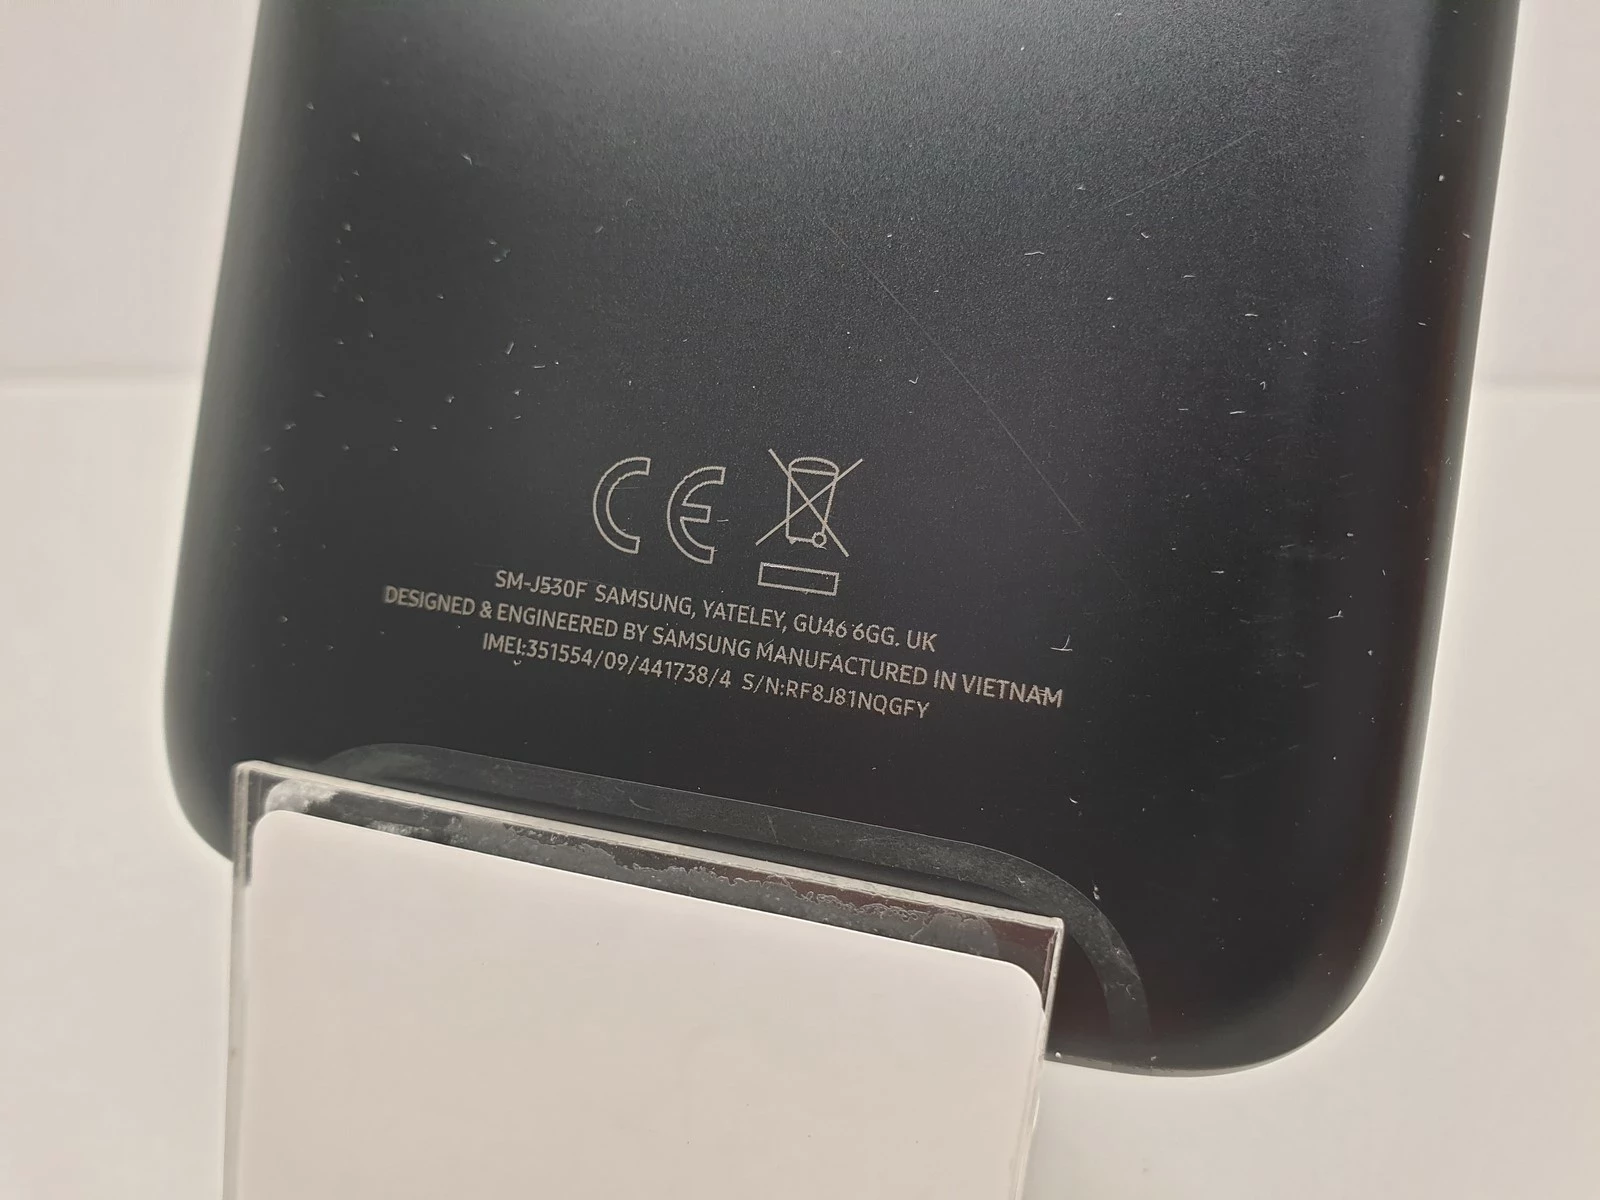 CE
SM-J530F SAMSUNG, YATELEY, GU46 6GG. UK
DESIGNED & ENGINEERED BY SAMSUNG MANUFACTURED IN VIETNAM
IMEI:351554/09/441738/4 S/N:RF8J81NQGFY